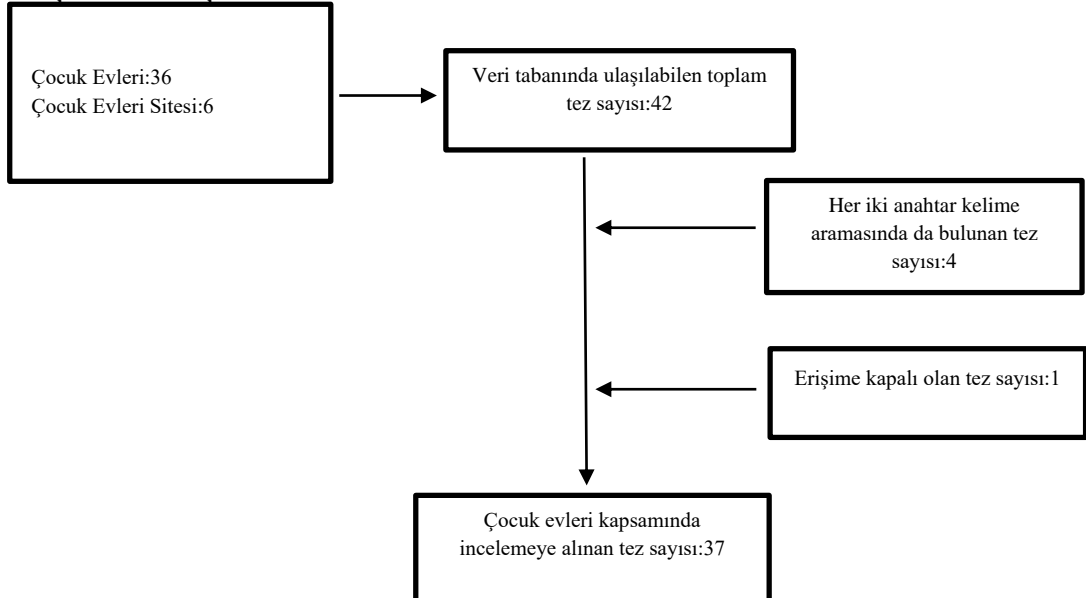 Çocuk Evleri:36
Çocuk Evleri Sitesi:6
Veri tabanında ulaşılabilen toplam
tez sayısı:42
Her iki anahtar kelime
aramasında da bulunan tez
sayısı:4
Erişime kapalı olan tez sayısı:1
Çocuk evleri kapsamında
incelemeye alınan tez sayısı:37